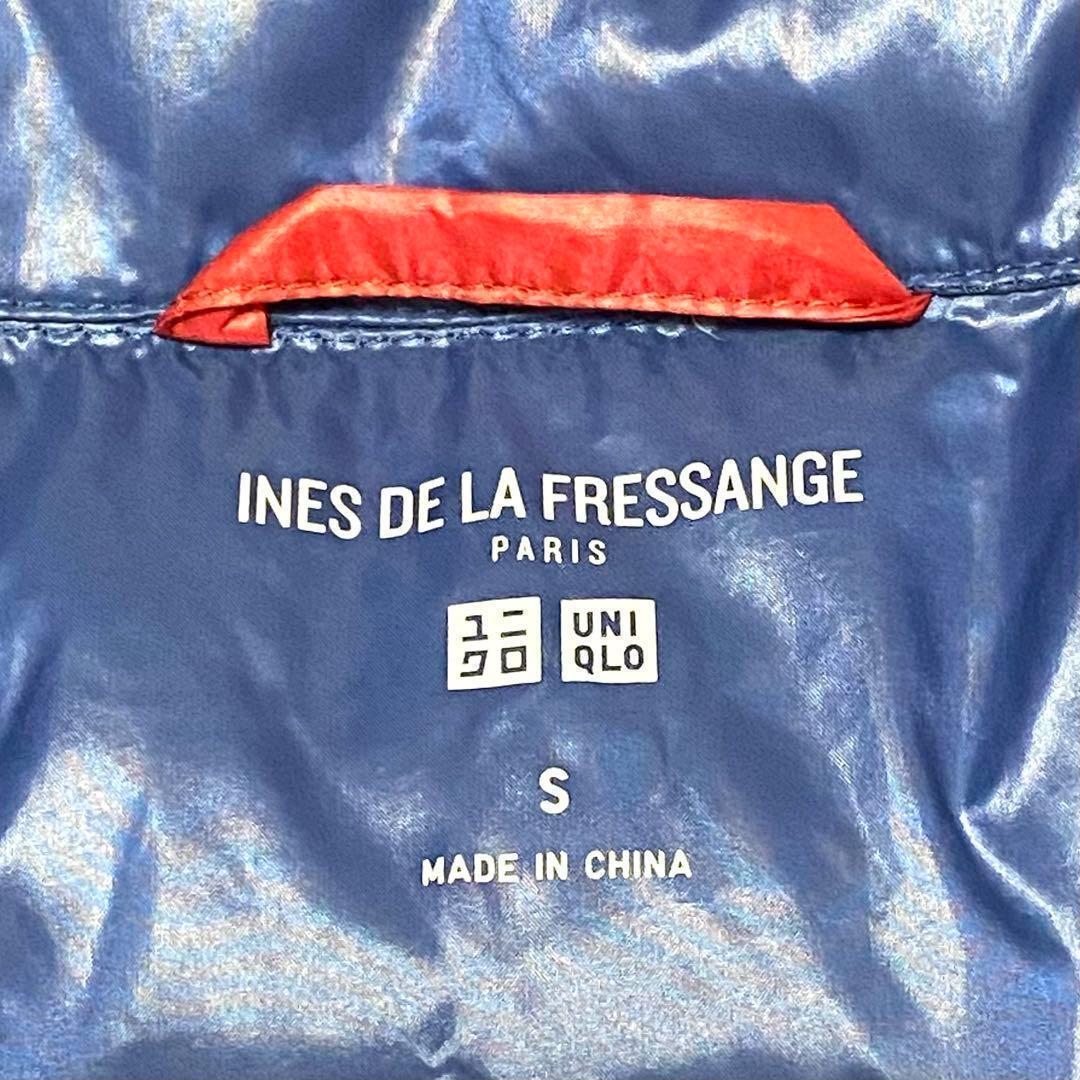 INES DE LA FRESSANGE
PARIS
ユニ UNI
クロ QLO
S
MADE IN CHINA